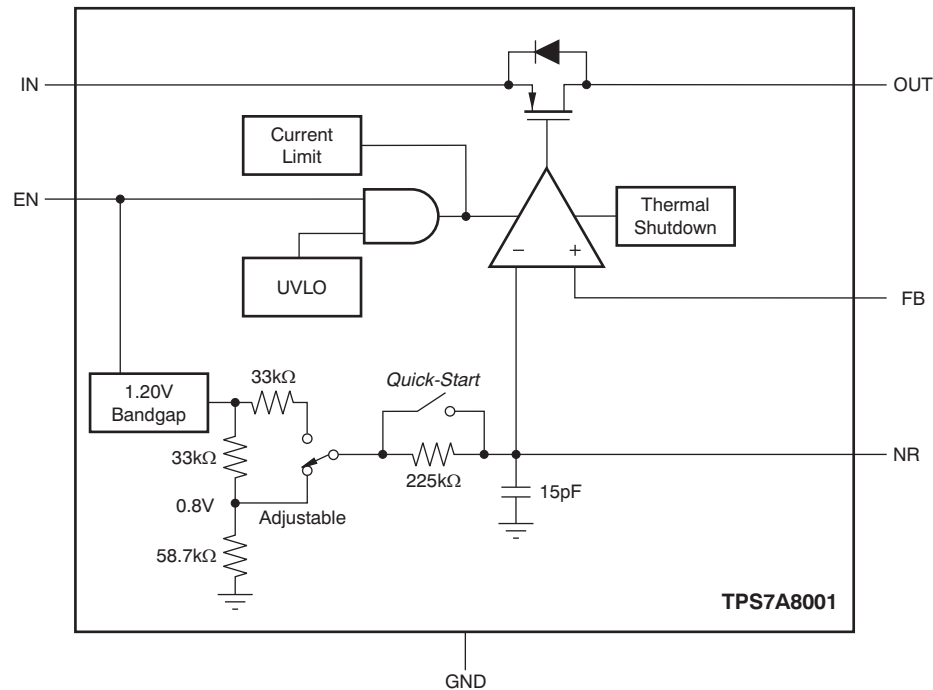 IN
OUT
Current
Limit
EN
Thermal
Shutdown
− +
UVLO
FB
33kΩ
Quick-Start
1.20V
Bandgap
33kΩ
NR
225kΩ
15pF
0.8V
Adjustable
58.7kΩ
TPS7A8001
GND